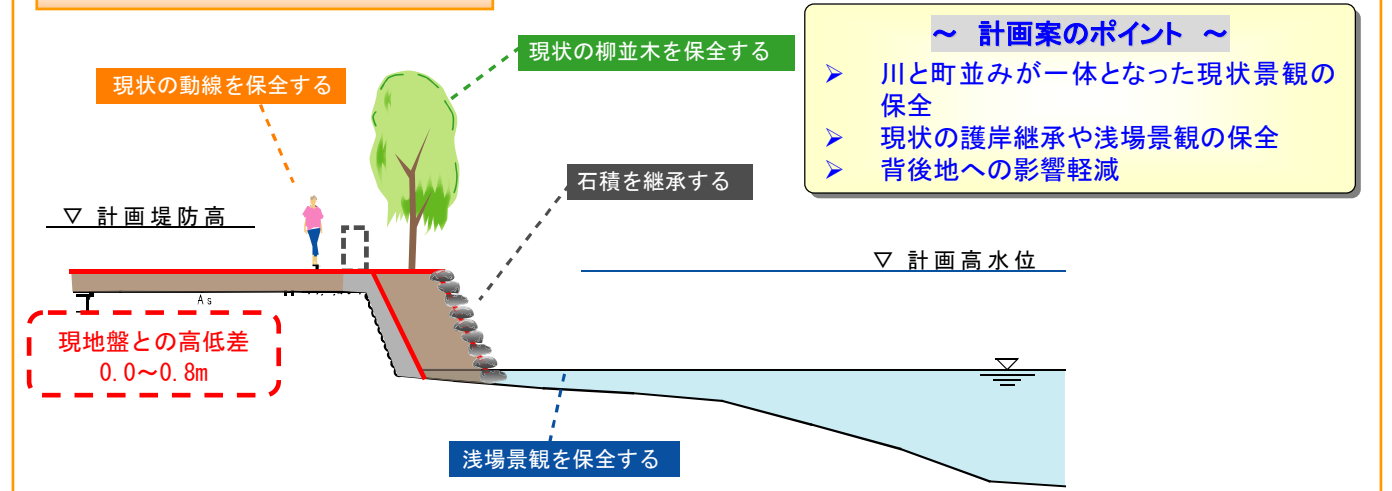 ～ 計画案のポイント ～
➢ 川と町並みが一体となった現状景観の
保全
➢ 現状の護岸継承や浅場景観の保全
➢ 背後地への影響軽減
現状の柳並木を保全する
現状の動線を保全する
石積を継承する
▽ 計画堤防高
▽ 計画高水位
As
現地盤との高低差
0.0～0.8m
浅場景観を保全する